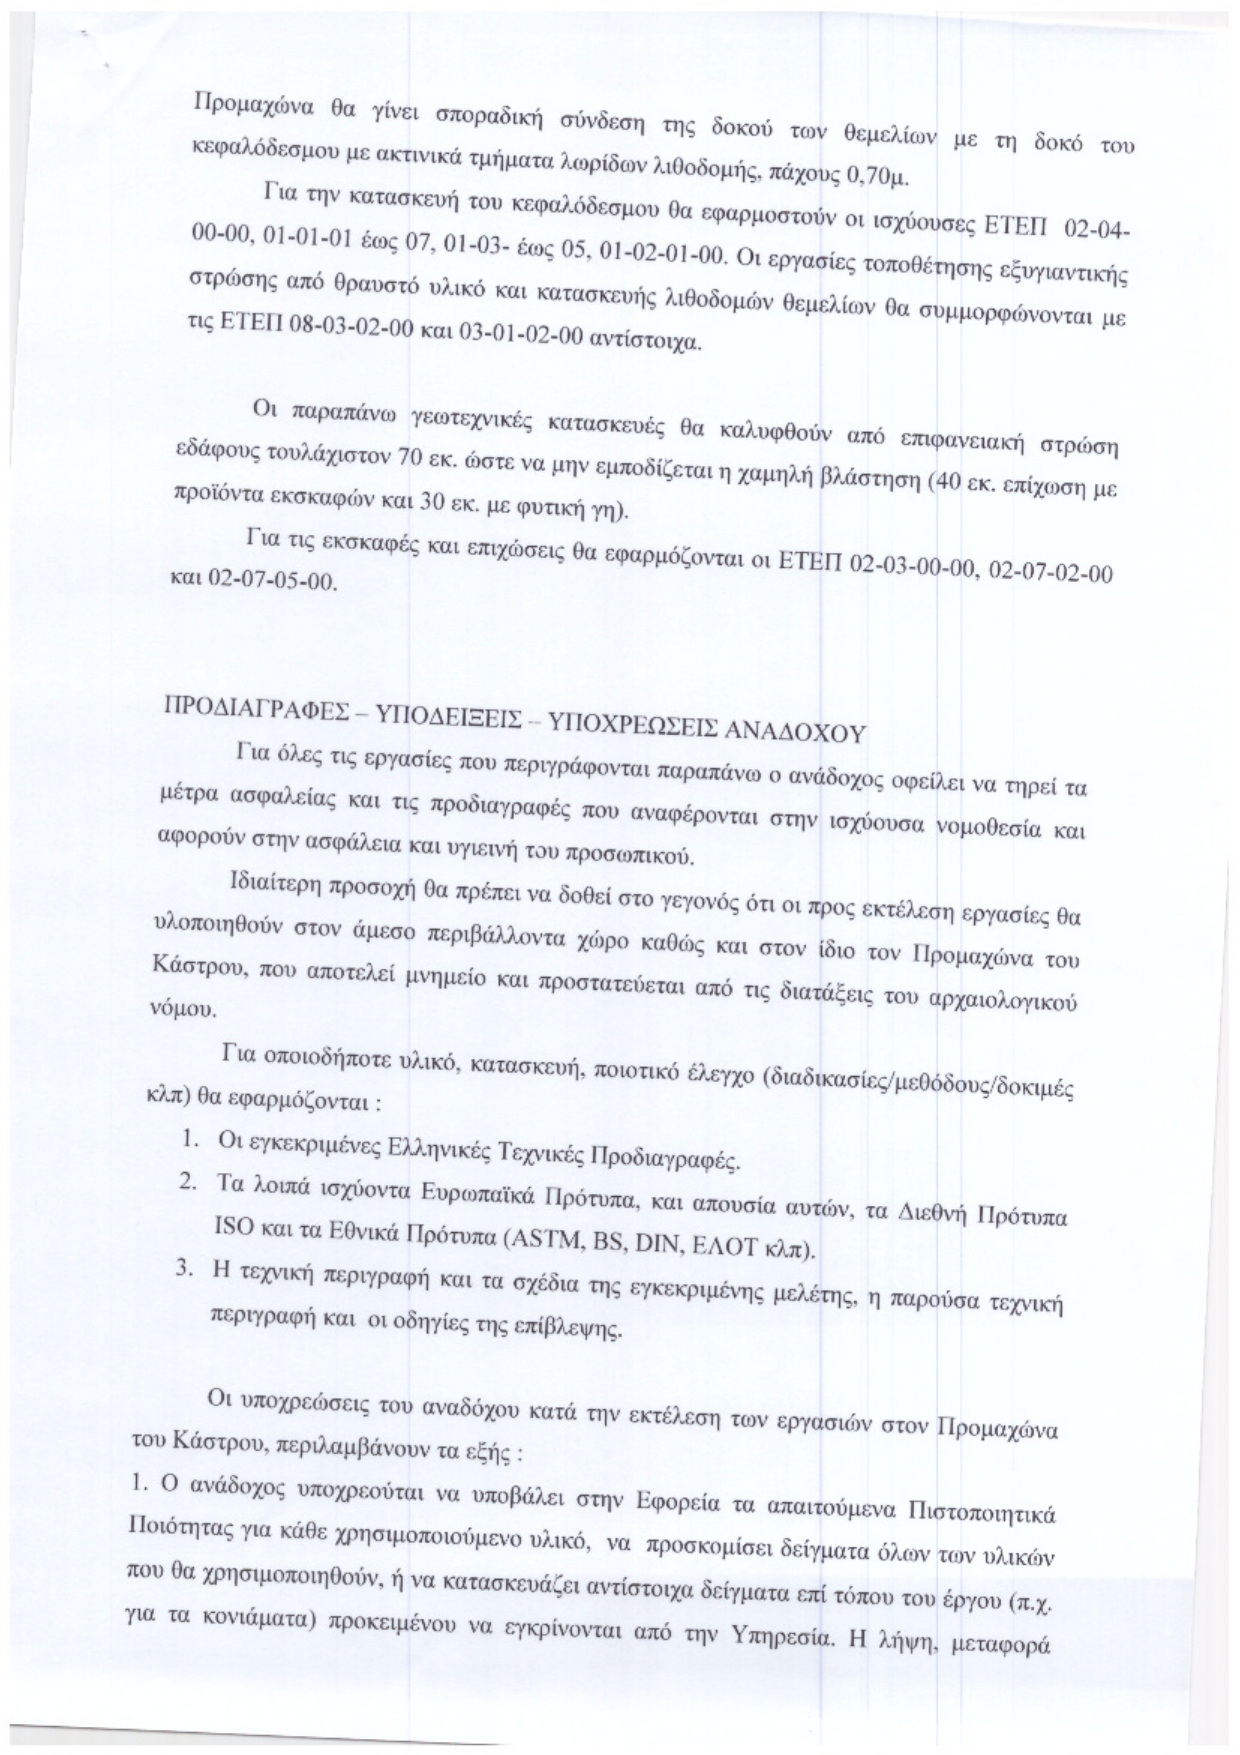 Προμαχώνα θα γίνει σποραδική σύνδεση της δοκού των θεμελίων με τη δοκό του
κεφαλόδεσμου με ακτινικά τμήματα λωρίδων λιθοδομής, πάχους 0,70μ.
Για την κατασκευή του κεφαλόδεσμου θα εφαρμοστούν οι ισχύουσες ΕΤΕΠ 02-04-
00-00, 01-01-01 έως 07, 01-03- έως 05, 01-02-01-00. Οι εργασίες τοποθέτησης εξυγιαντικής
στρώσης από θραυστό υλικό και κατασκευής λιθοδομών θεμελίων θα συμμορφώνονται με
τις ΕΤΕΠ 08-03-02-00 και 03-01-02-00 αντίστοιχα.
Οι παραπάνω γεωτεχνικές κατασκευές θα καλυφθούν από επιφανειακή στρώση
εδάφους τουλάχιστον 70 εκ. ώστε να μην εμποδίζεται η χαμηλή βλάστηση (40 εκ. επίχωση με
προϊόντα εκσκαφών και 30 εκ. με φυτική γη).
Για τις εκσκαφές και επιχώσεις θα εφαρμόζονται οι ΕΤΕΠ 02-03-00-00, 02-07-02-00
και 02-07-05-00.
ΠΡΟΔΙΑΓΡΑΦΕΣ – ΥΠΟΔΕΙΞΕΙΣ – ΥΠΟΧΡΕΩΣΕΙΣ ΑΝΑΔΟΧΟΥ
Για όλες τις εργασίες που περιγράφονται παραπάνω ο ανάδοχος οφείλει να τηρεί τα
μέτρα ασφαλείας και τις προδιαγραφές που αναφέρονται στην ισχύουσα νομοθεσία και
αφορούν στην ασφάλεια και υγιεινή του προσωπικού.
Ιδιαίτερη προσοχή θα πρέπει να δοθεί στο γεγονός ότι οι προς εκτέλεση εργασίες θα
υλοποιηθούν στον άμεσο περιβάλλοντα χώρο καθώς και στον ίδιο τον Προμαχώνα του
Κάστρου, που αποτελεί μνημείο και προστατεύεται από τις διατάξεις του αρχαιολογικού
νόμου.
Για οποιοδήποτε υλικό, κατασκευή, ποιοτικό έλεγχο (διαδικασίες/μεθόδους/δοκιμές
κλπ) θα εφαρμόζονται :
1. Οι εγκεκριμένες Ελληνικές Τεχνικές Προδιαγραφές.
2. Τα λοιπά ισχύοντα Ευρωπαϊκά Πρότυπα, και απουσία αυτών, τα Διεθνή Πρότυπα
ISO και τα Εθνικά Πρότυπα (ASTM, BS, DIN, ΕΛΟΤ κλπ).
3. Η τεχνική περιγραφή και τα σχέδια της εγκεκριμένης μελέτης, η παρούσα τεχνική
περιγραφή και οι οδηγίες της επίβλεψης.
Οι υποχρεώσεις του αναδόχου κατά την εκτέλεση των εργασιών στον Προμαχώνα
του Κάστρου, περιλαμβάνουν τα εξής :
1. Ο ανάδοχος υποχρεούται να υποβάλει στην Εφορεία τα απαιτούμενα Πιστοποιητικά
Ποιότητας για κάθε χρησιμοποιούμενο υλικό, να προσκομίσει δείγματα όλων των υλικών
που θα χρησιμοποιηθούν, ή να κατασκευάζει αντίστοιχα δείγματα επί τόπου του έργου (π.χ.
για τα κονιάματα) προκειμένου να εγκρίνονται από την Υπηρεσία. Η λήψη, μεταφορά